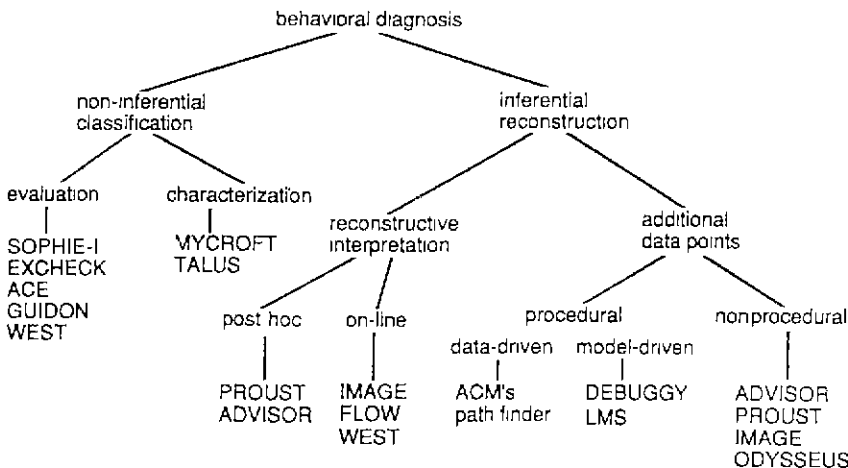 behavioral diagnosis
non-inferential
classification
inferential
reconstruction
evaluation
characterization
reconstructive
interpretation
additional
data points
SOPHIE-I
EXCHECK
ACE
GUIDON
WEST
MYCROFT
TALUS
post hoc
on-line
procedural
nonprocedural
data-driven
model-driven
PROUST
ADVISOR
IMAGE
FLOW
WEST
ACM's
path finder
DEBUGGY
LMS
ADVISOR
PROUST
IMAGE
ODYSSEUS